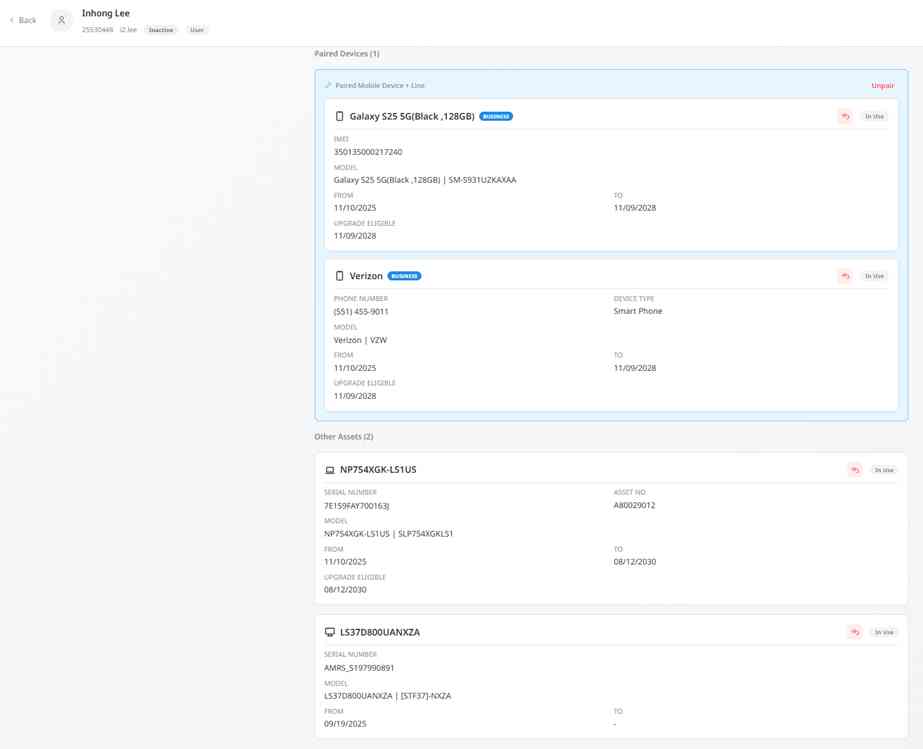 Back
Inhong Lee
25530448 i2.lee Inactive User
Paired Devices (1)
Paired Mobile Device + Line Unpair
Galaxy S25 5G(Black ,128GB) BUSINESS In Use
IMEI
350135000217240
MODEL
Galaxy S25 5G(Black ,128GB) | SM-S931UZKAXAA
FROM TO
11/10/2025 11/09/2028
UPGRADE ELIGIBLE
11/09/2028
Verizon BUSINESS In Use
PHONE NUMBER DEVICE TYPE
(551) 455-9011 Smart Phone
MODEL
Verizon | VZW
FROM TO
11/10/2025 11/09/2028
UPGRADE ELIGIBLE
11/09/2028
Other Assets (2)
NP754XGK-LS1US In Use
SERIAL NUMBER ASSET NO
7E1S9FAY700163J A80029012
MODEL
NP754XGK-LS1US | SLP754XGKLS1
FROM TO
11/10/2025 08/12/2030
UPGRADE ELIGIBLE
08/12/2030
LS37D800UANXZA In Use
SERIAL NUMBER
AMRS_S197990891
MODEL
LS37D800UANXZA | [STF37]-NXZA
FROM TO
09/19/2025 -